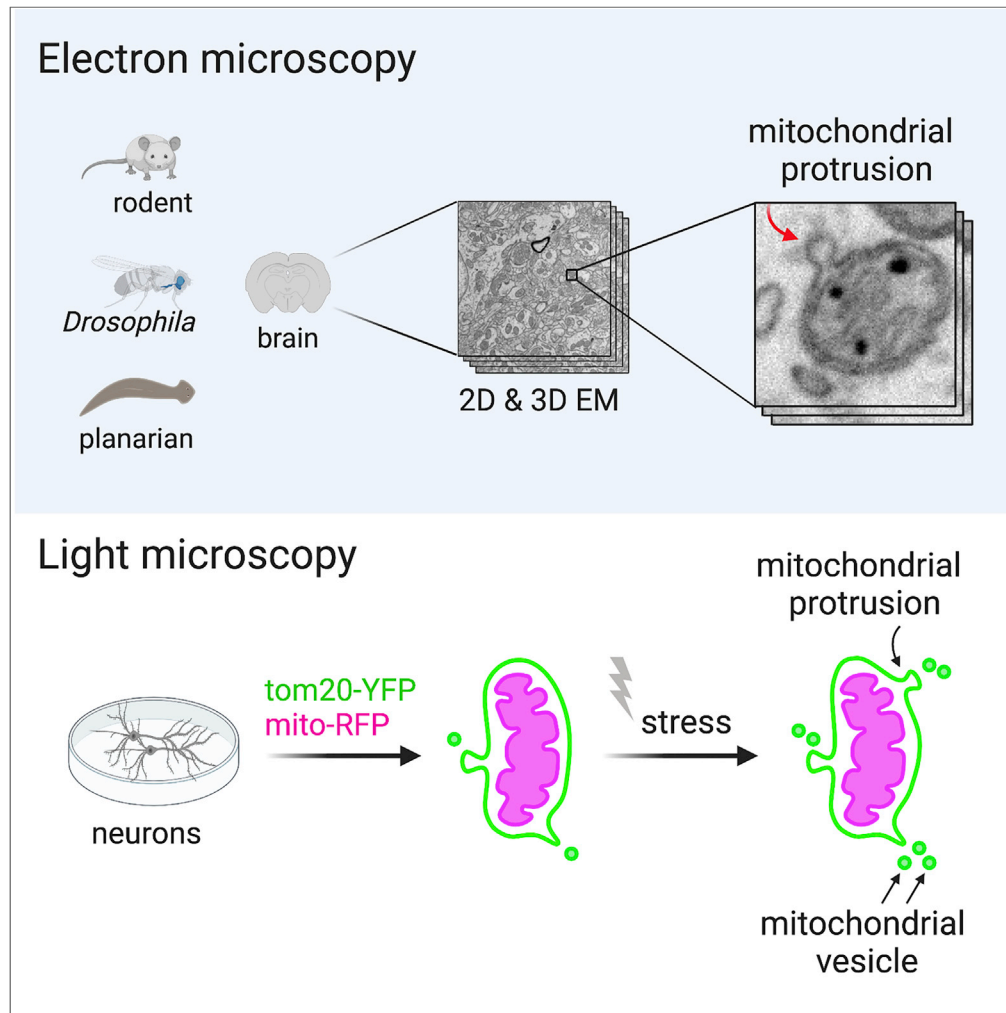 Electron microscopy
rodent
Drosophila
planarian
brain
2D & 3D EM
mitochondrial
protrusion
Light microscopy
neurons
tom20-YFP
mito-RFP
stress
mitochondrial
protrusion
mitochondrial
vesicle